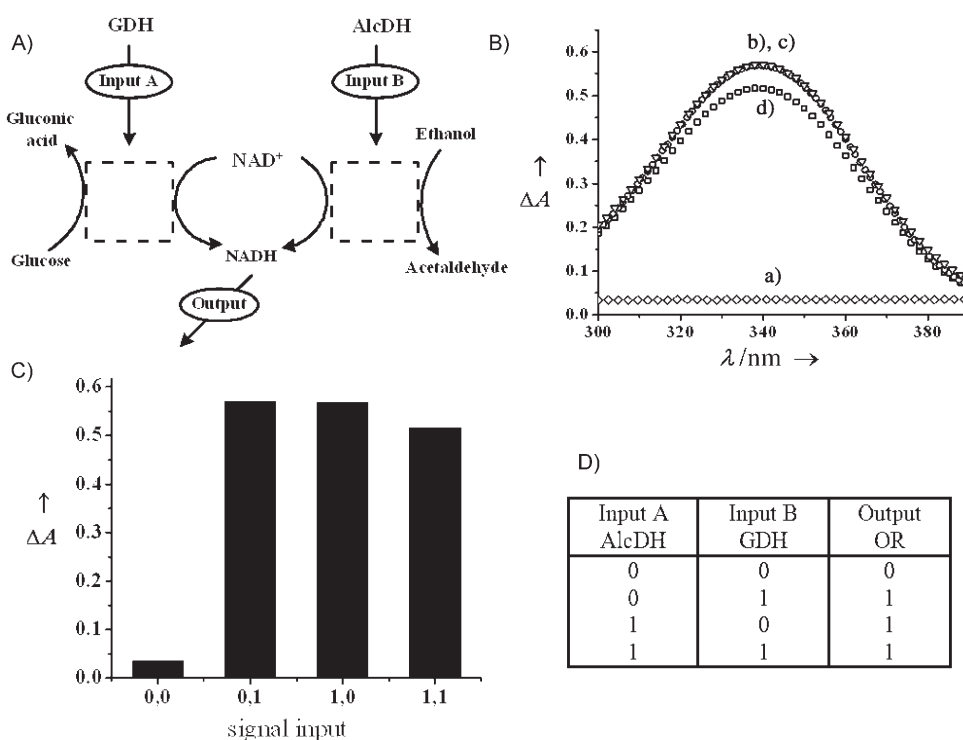 A)
GDH
AlcDH
Input A
Input B
Gluconic
acid
Ethanol
NAD+
Glucose
NADH
Acetaldehyde
Output
B)
0.6
0.5
0.4
0.3
0.2
0.1
0.0
↑
ΔA
b), c)
d)
a)
300 320 340 360 380
λ/nm →
C)
0.6
0.5
0.4
0.3
0.2
0.1
0.0
↑
ΔA
0,0 0,1 1,0 1,1
signal input
D)
Input A Input B Output
AlcDH GDH OR
0 0 0
0 1 1
1 0 1
1 1 1